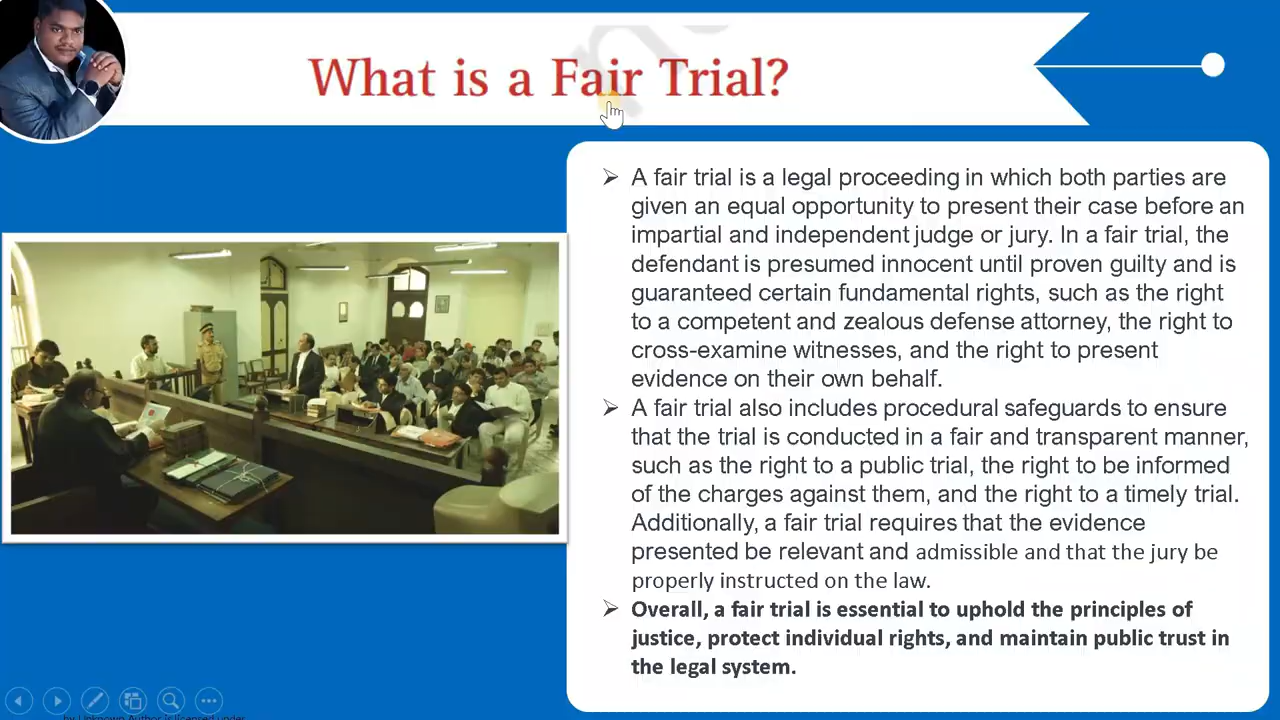 What is a Fair Trial?
A fair trial is a legal proceeding in which both parties are
given an equal opportunity to present their case before an
impartial and independent judge or jury. In a fair trial, the
defendant is presumed innocent until proven guilty and is
guaranteed certain fundamental rights, such as the right
to a competent and zealous defense attorney, the right to
cross-examine witnesses, and the right to present
evidence on their own behalf.
A fair trial also includes procedural safeguards to ensure
that the trial is conducted in a fair and transparent manner,
such as the right to a public trial, the right to be informed
of the charges against them, and the right to a timely trial.
Additionally, a fair trial requires that the evidence
presented be relevant and admissible and that the jury be
properly instructed on the law.
Overall, a fair trial is essential to uphold the principles of
justice, protect individual rights, and maintain public trust in
the legal system.
by Unknown Author is licensed under